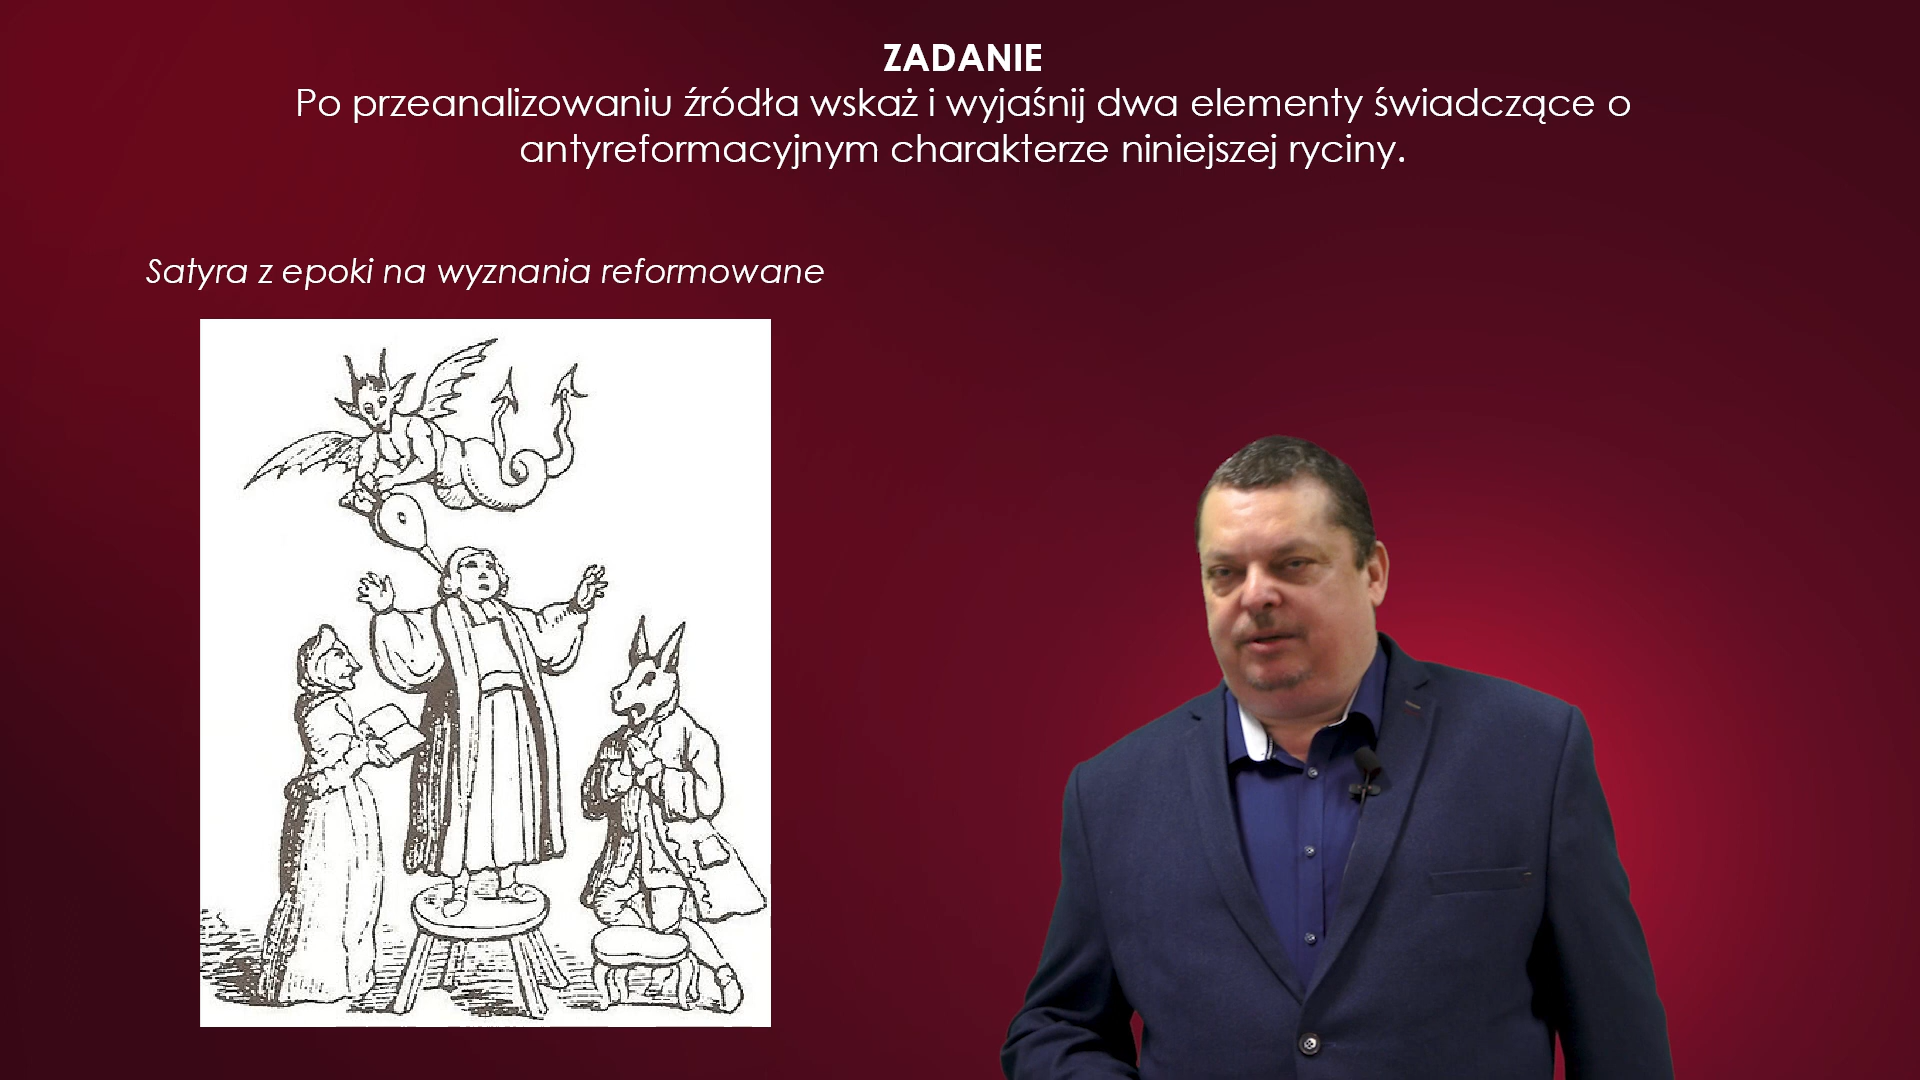 ZADANIE
Po przeanalizowaniu źródła wskaż i wyjaśnij dwa elementy świadczące o
antyreformacyjnym charakterze niniejszej ryciny.
Satyra z epoki na wyznania reformowane